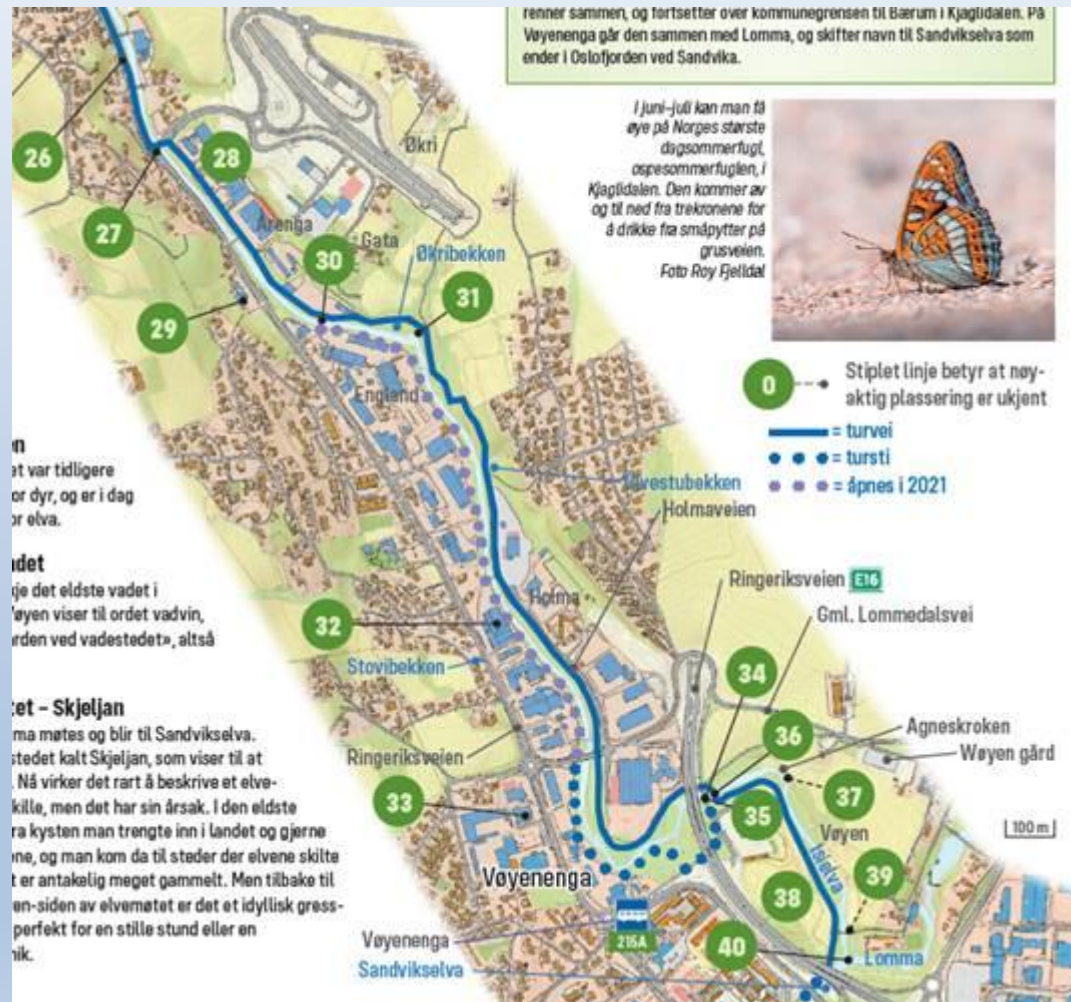 renner sammen, og fortsetter over kommunegrensen til Bærum i Kjaglidalen. På
Vøyenenga går den sammen med Lomma, og skifter navn til Sandvikselva som
ender i Oslofjorden ved Sandvika.
I juni-juli kan man få
øye på Norges største
dagsommerfugl,
ospesommerfuglen, i
Kjaglidalen. Den kommer av
og til ned fra trekronene for
å drikke fra småpytter på
grusveien.
Foto Roy Fjelldal
0
Stiplet linje betyr at nøy-
aktig plassering er ukjent
= turvei
= tursti
= åpnes i 2021
26
27
28
Økri
Årenga
Gata
Økribekken
29
30
31
England
Holmaveien
Holma
32
Stovibekken
Ringeriksveien E16
Gml. Lommedalsvei
34
36
Agneskroken
Wøyen gård
Ringeriksveien
33
35
37
Vøyen
100 m
Isielva
39
38
Vøyenenga
Vøyenenga
215A
40
Lomma
Sandvikselva
en
et var tidligere
or dyr, og er i dag
or elva.
adet
kje det eldste vadet i
Vøyen viser til ordet vadvin,
arden ved vadestedet», altså
tet – Skjeljan
ma møtes og blir til Sandvikselva.
stedet kalt Skjeljan, som viser til at
. Nå virker det rart å beskrive et elve-
kille, men det har sin årsak. I den eldste
ra kysten man trengte inn i landet og gjerne
ene, og man kom da til steder der elvene skilte
t er antakelig meget gammelt. Men tilbake til
en-siden av elvemøtet er det et idyllisk gress-
perfekt for en stille stund eller en
nik.